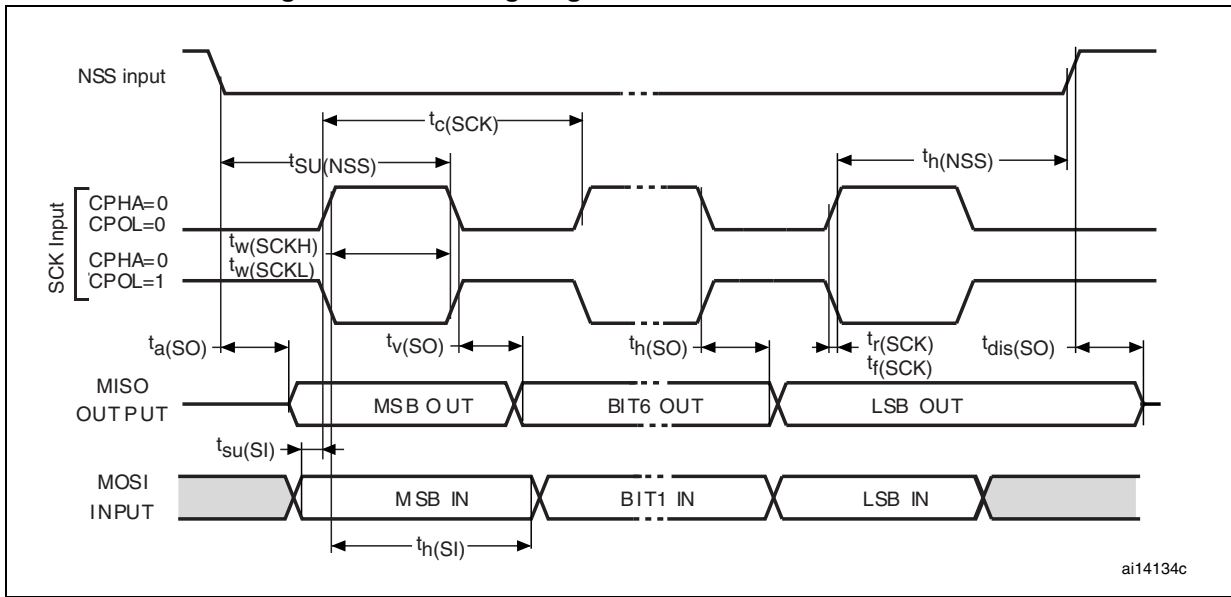 NSS input
tc(SCK)
tSU(NSS)
th(NSS)
SCK Input
CPHA=0
CPOL=0
tw(SCKH)
CPHA=0
tw(SCKL)
CPOL=1
ta(SO)
tv(SO)
th(SO)
tr(SCK)
tf(SCK)
tdis(SO)
MISO
OUTPUT
MSB OUT
BIT6 OUT
LSB OUT
tsu(SI)
MOSI
INPUT
MSB IN
BIT1 IN
LSB IN
th(SI)
ai14134c